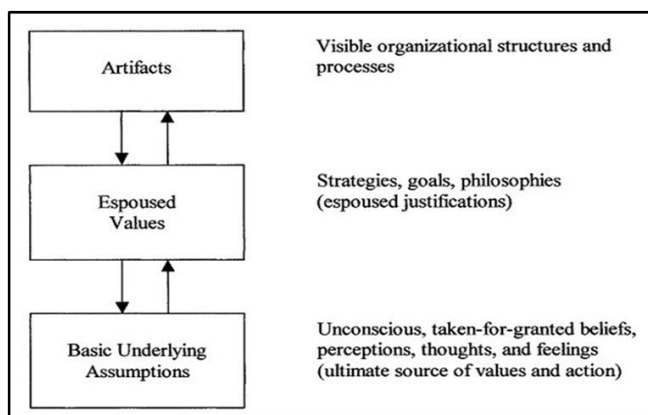 Artifacts
Visible organizational structures and
processes
Espoused
Values
Strategies, goals, philosophies
(espoused justifications)
Basic Underlying
Assumptions
Unconscious, taken-for-granted beliefs,
perceptions, thoughts, and feelings
(ultimate source of values and action)